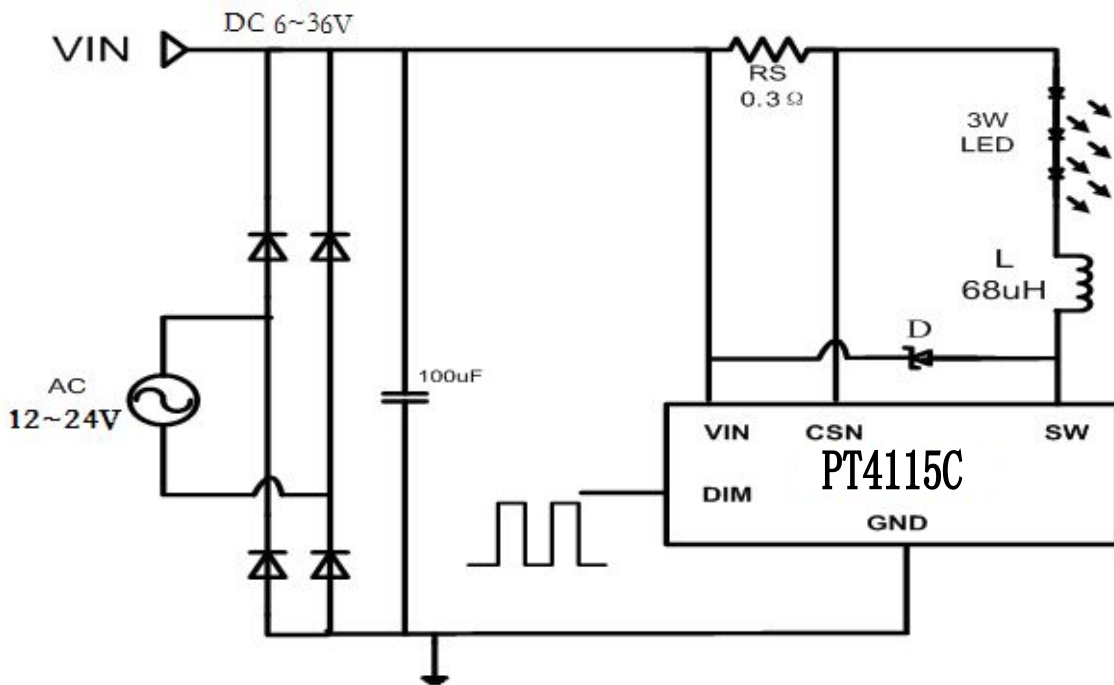 DC 6~36V
VIN
RS
0.3 Ω
3W
LED
L
68uH
D
100uF
AC
12~24V
VIN CSN SW
PT4115C
DIM
GND